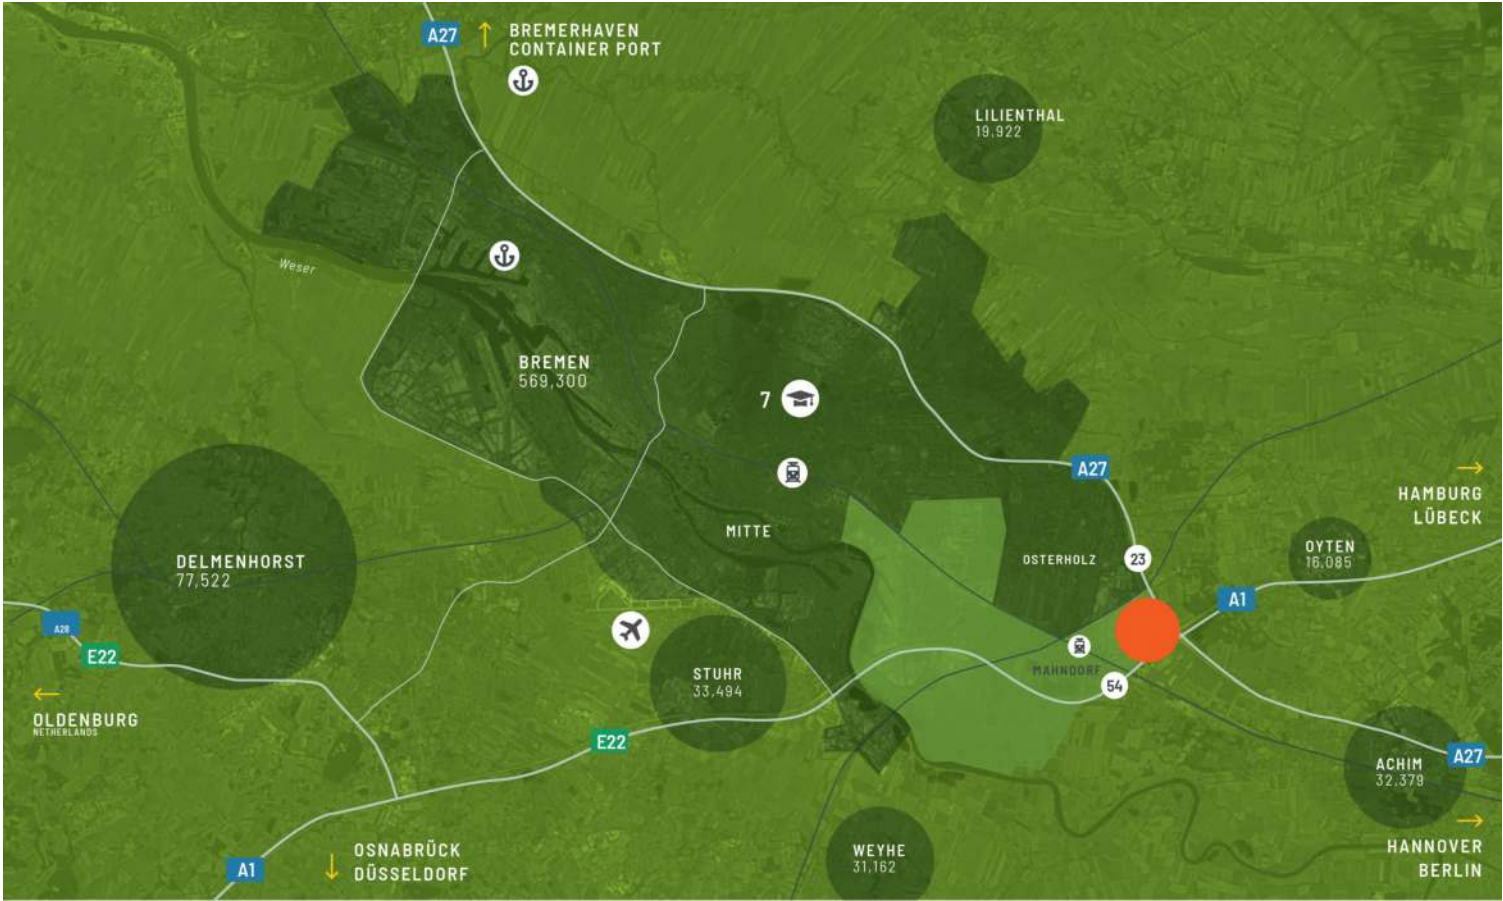 A27
BREMERHAVEN
CONTAINER PORT
LILIENTHAL
19,922
Weser
BREMEN
569,300
7
A27
HAMBURG
LÜBECK
MITTE
OSTERHOLZ
23
OYTEN
16,085
DELMENHORST
77,522
A1
A28
E22
STUHR
33,494
MAHNDORF
54
OLDENBURG
NETHERLANDS
E22
A27
ACHIM
32,379
HANNOVER
BERLIN
WEYHE
31,162
OSNABRÜCK
DÜSSELDORF
A1